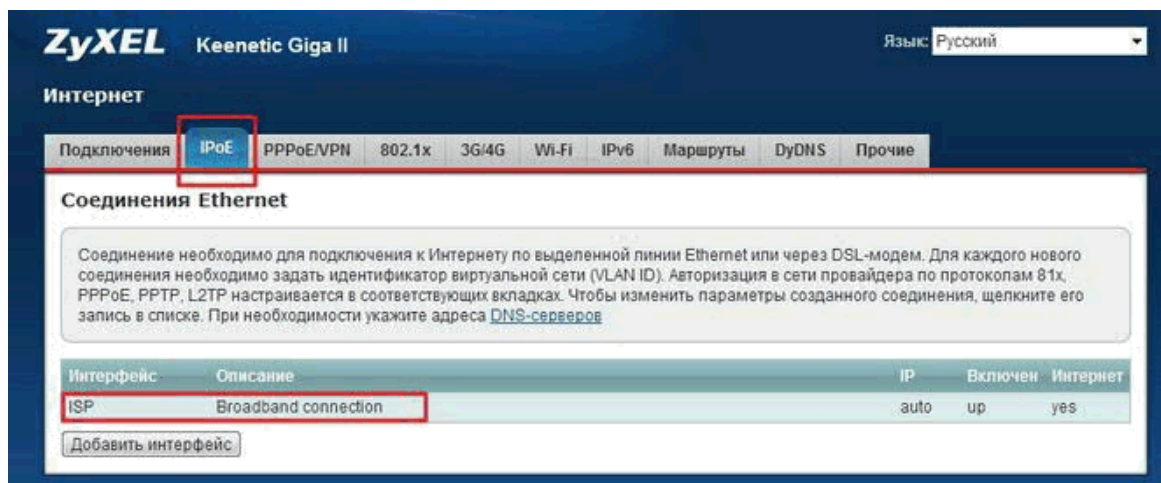 ZyXEL Keenetic Giga II Язык: Русский
Интернет
Подключения IPoE PPPoE/VPN 802.1x 3G/4G Wi-Fi IPv6 Маршруты DyDNS Прочие
Соединения Ethernet
Соединение необходимо для подключения к Интернету по выделенной линии Ethernet или через DSL-модем. Для каждого нового
соединения необходимо задать идентификатор виртуальной сети (VLAN ID). Авторизация в сети провайдера по протоколам 81x,
PPPoE, PPTP, L2TP настраивается в соответствующих вкладках. Чтобы изменить параметры созданного соединения, щелкните его
запись в списке. При необходимости укажите адреса DNS-серверов
Интерфейс Описание IP Включен Интернет
ISP Broadband connection auto up yes
Добавить интерфейс